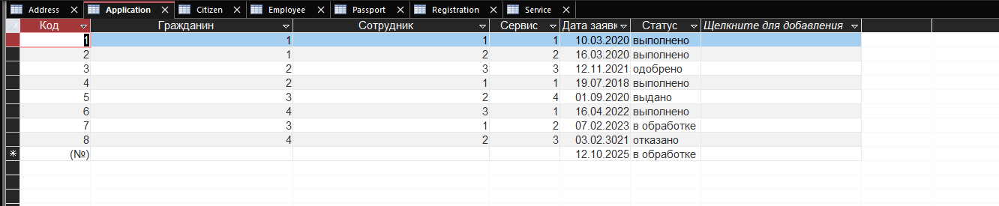 Address Application Citizen Employee Passport Registration Service
Код Гражданин Сотрудник Сервис Дата заявк Статус Щелкните для добавления
1 1 1 1 10.03.2020 выполнено
2 1 2 2 16.03.2020 выполнено
3 2 3 3 12.11.2021 одобрено
4 2 1 1 19.07.2018 выполнено
5 3 2 4 01.09.2020 выдано
6 4 3 1 16.04.2022 выполнено
7 3 1 2 07.02.2023 в обработке
8 4 2 3 03.02.3021 отказано
(№) 12.10.2025 в обработке